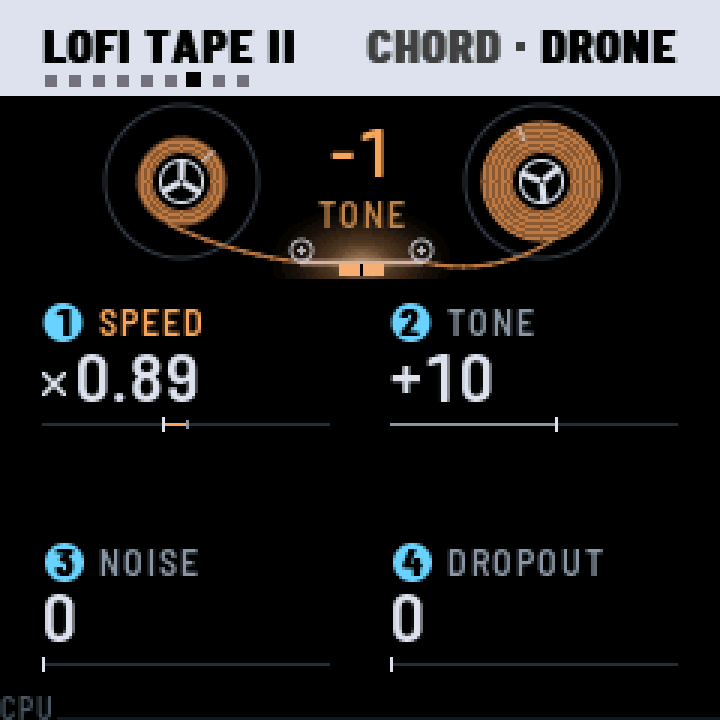 LOFI TAPE II CHORD · DRONE
-1
TONE
1 SPEED 2 TONE
×0.89 +10
3 NOISE 4 DROPOUT
0 0
CPU